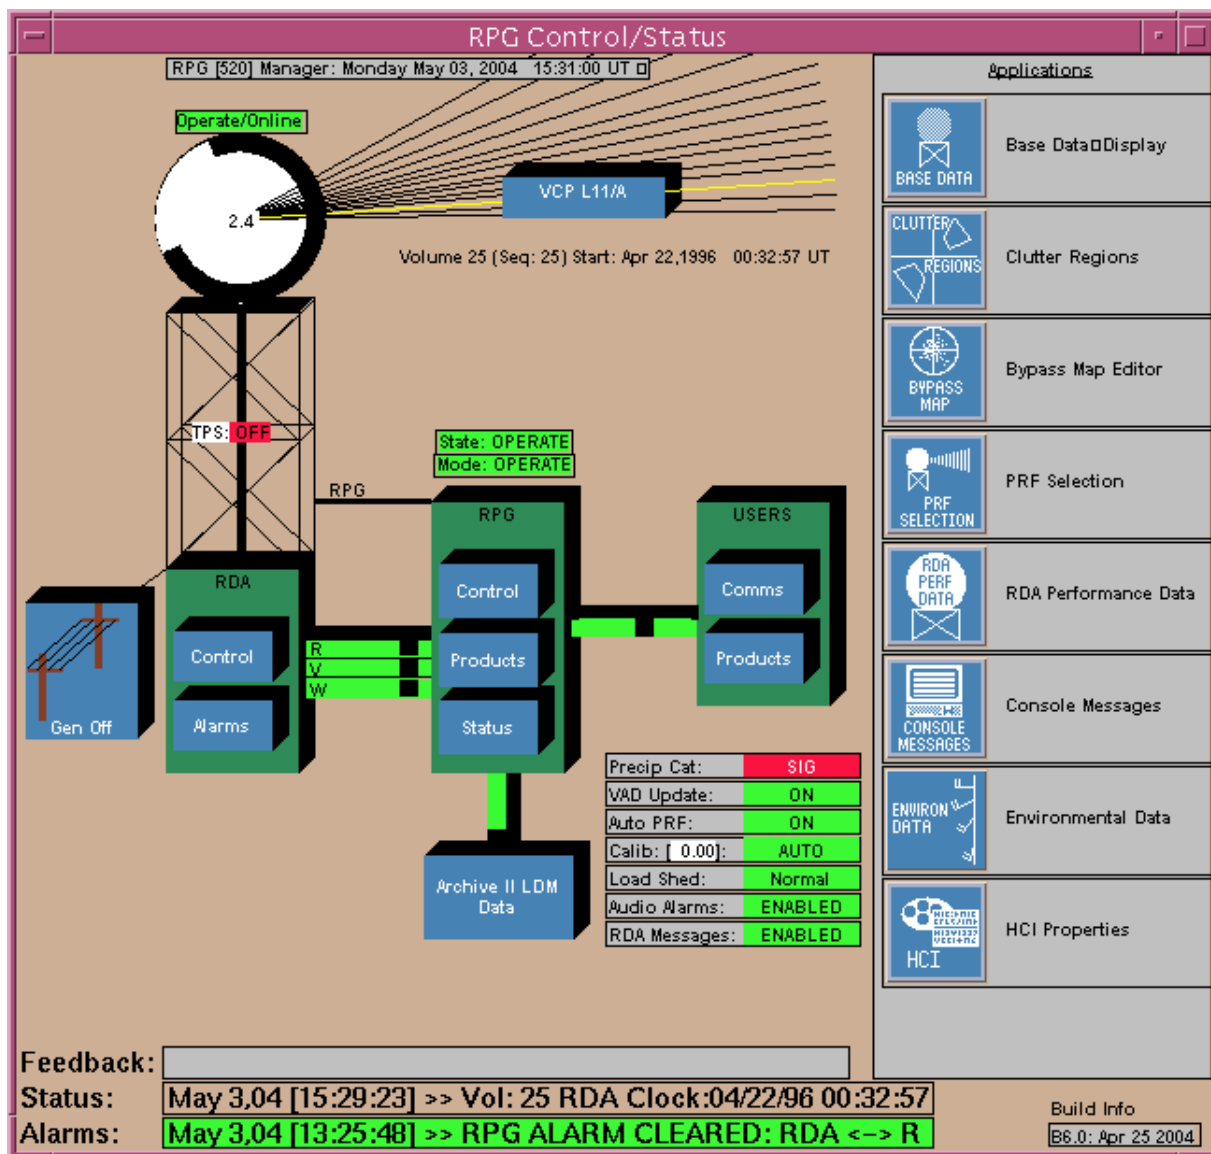 RPG Control/Status
RPG [520] Manager: Monday May 03, 2004 15:31:00 UT
Applications
Operate/Online
2.4
VCP L11/A
Volume 25 (Seq: 25) Start: Apr 22,1996 00:32:57 UT
BASE DATA
Base Data Display
CLUTTER
REGIONS
Clutter Regions
BYPASS
MAP
Bypass Map Editor
PRF
SELECTION
PRF Selection
RDA
PERF
DATA
RDA Performance Data
CONSOLE
MESSAGES
Console Messages
ENVIRON
DATA
Environmental Data
HCI
HCI Properties
TPS: OFF
State: OPERATE
Mode: OPERATE
RPG
RPG
USERS
RDA
Control
Comms
Control
Products
Products
R
V
W
Alarms
Status
Gen Off
Archive II LDM
Data
Precip Cat: SIG
VAD Update: ON
Auto PRF: ON
Calib: [ 0.00]: AUTO
Load Shed: Normal
Audio Alarms: ENABLED
RDA Messages: ENABLED
Feedback:
Status: May 3,04 [15:29:23] >> Vol: 25 RDA Clock:04/22/96 00:32:57
Alarms: May 3,04 [13:25:48] >> RPG ALARM CLEARED: RDA <-> R
Build Info
B6.0: Apr 25 2004